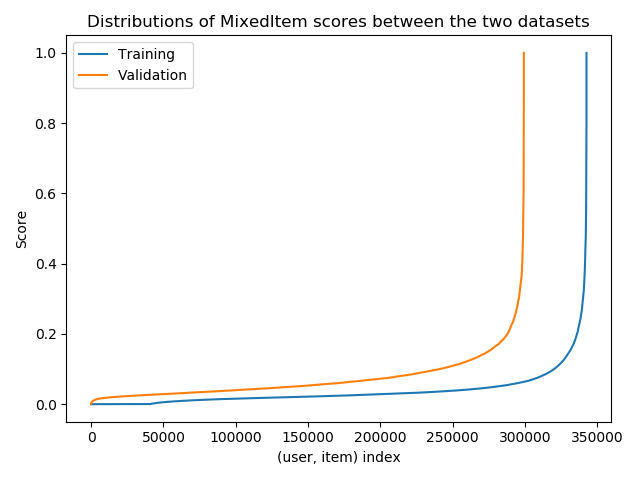 Distributions of MixedItem scores between the two datasets
Training
Validation
1.0
0.8
0.6
0.4
0.2
0.0
Score
0 50000 100000 150000 200000 250000 300000 350000
(user, item) index